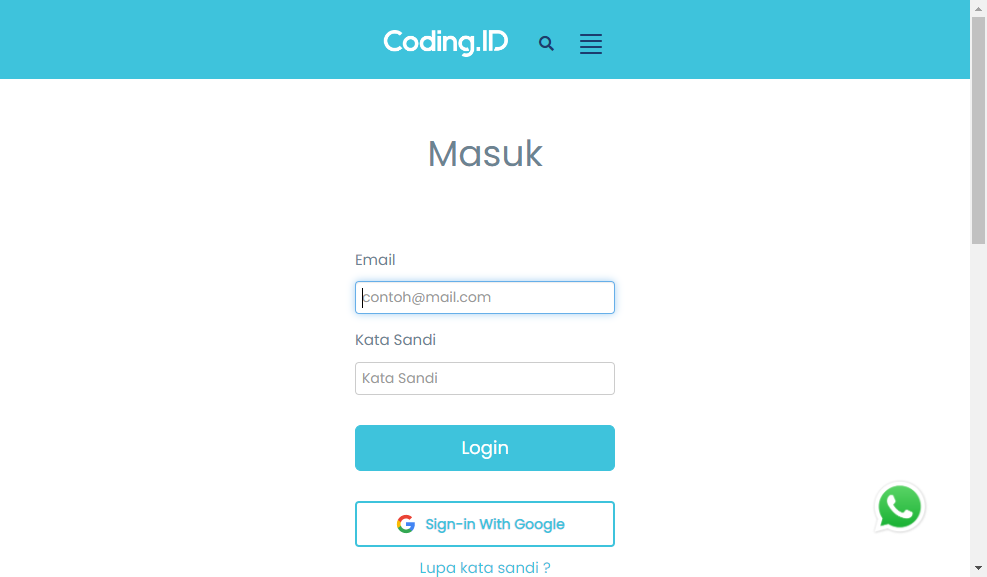 Coding.ID
Masuk
Email
contoh@mail.com
Kata Sandi
Kata Sandi
Login
Sign-in With Google
Lupa kata sandi ?